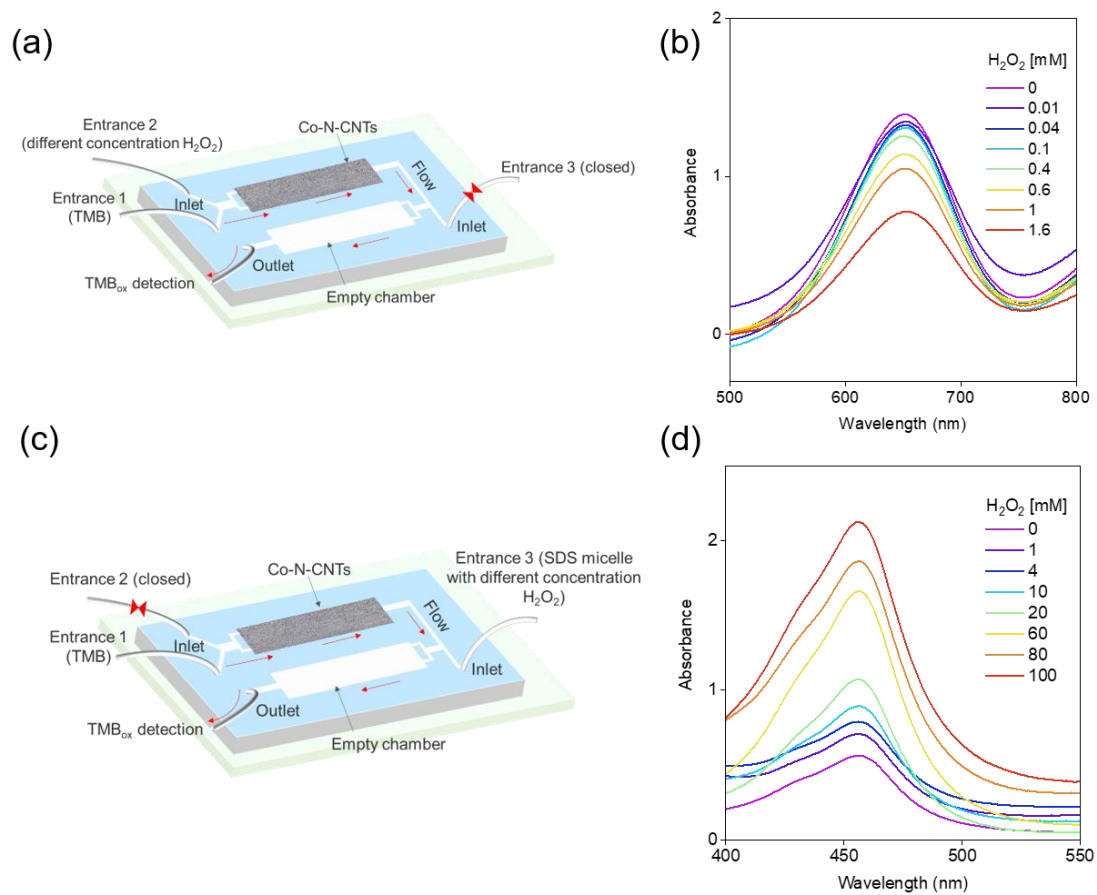 (a)
Entrance 2
(different concentration H₂O₂)
Co-N-CNTs
Entrance 3 (closed)
Entrance 1
(TMB)
Inlet
Flow
Inlet
Outlet
TMBox detection
Empty chamber
(b)
2
1
0
Absorbance
H₂O₂ [mM]
0
0.01
0.04
0.1
0.4
0.6
1
1.6
500
600
700
800
Wavelength (nm)
(c)
Entrance 2 (closed)
Co-N-CNTs
Entrance 3 (SDS micelle
with different concentration
H₂O₂)
Entrance 1
(TMB)
Inlet
Flow
Inlet
Outlet
TMBox detection
Empty chamber
(d)
2
1
0
Absorbance
H₂O₂ [mM]
0
1
4
10
20
60
80
100
400
450
500
550
Wavelength (nm)